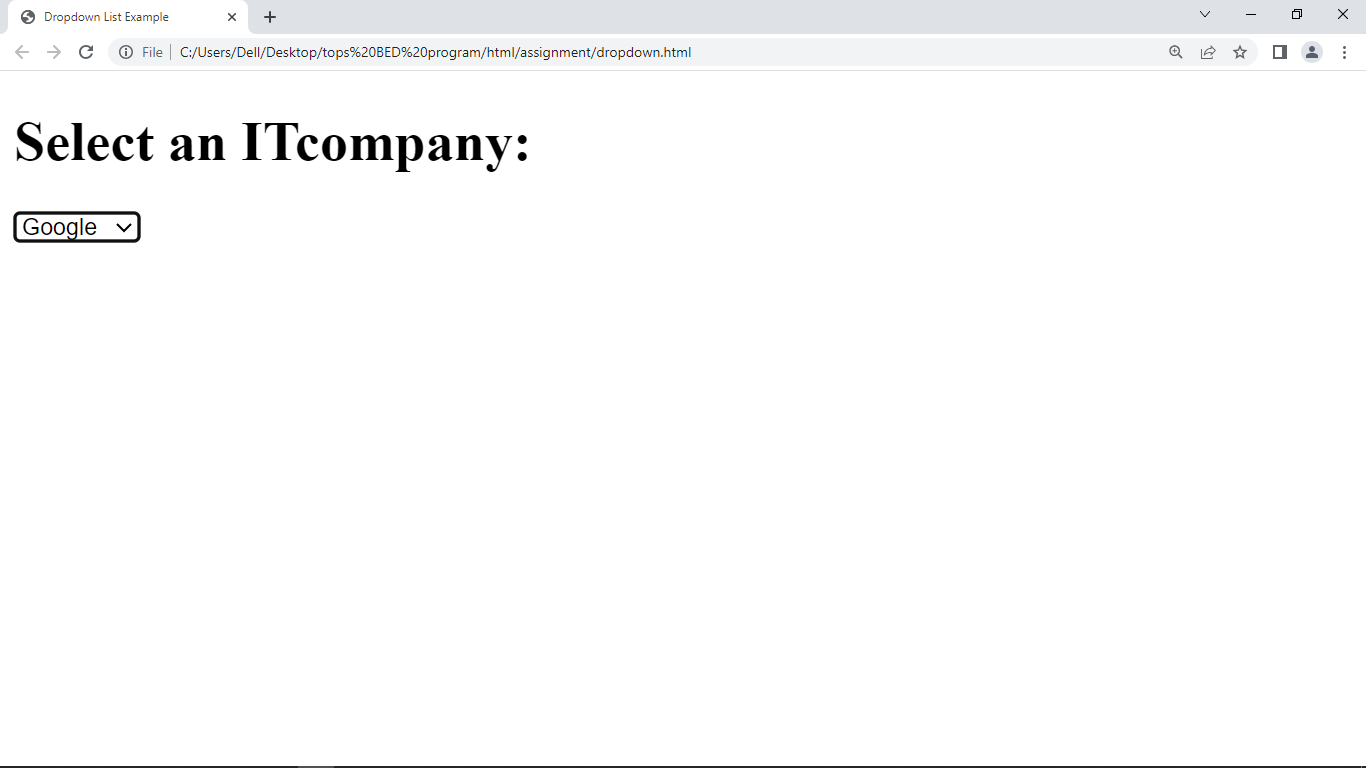 Dropdown List Example
File C:/Users/Dell/Desktop/tops%20BED%20program/html/assignment/dropdown.html
Select an ITcompany:
Google